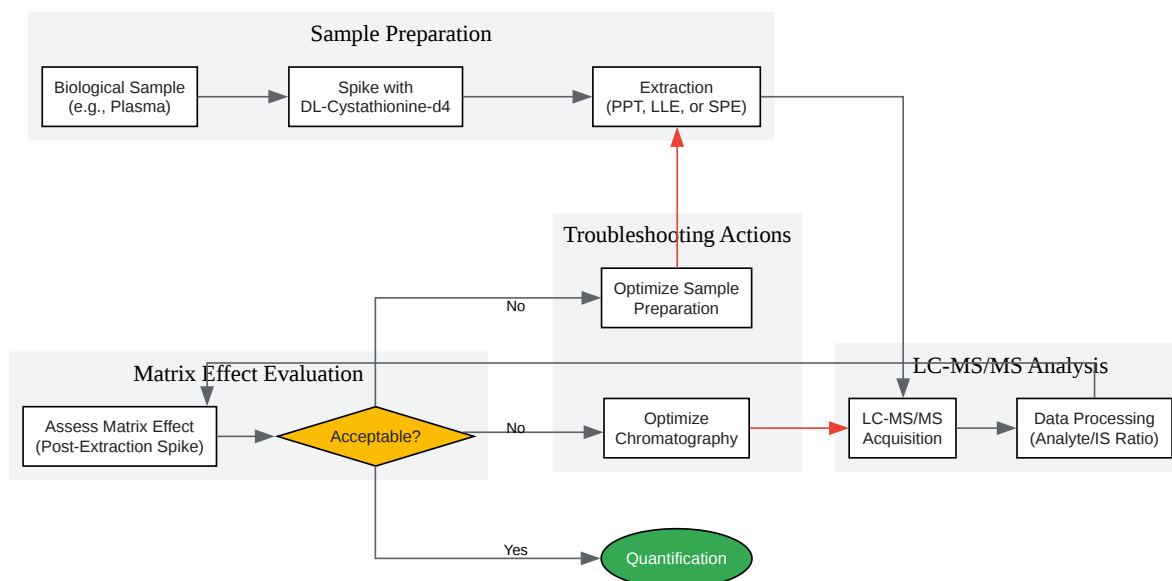 Sample Preparation
Biological Sample
(e.g., Plasma)
Spike with
DL-Cystathionine-d4
Extraction
(PPT, LLE, or SPE)
Troubleshooting Actions
Optimize Sample
Preparation
No
Matrix Effect Evaluation
LC-MS/MS Analysis
Assess Matrix Effect
(Post-Extraction Spike)
Acceptable?
No
Optimize
Chromatography
LC-MS/MS
Acquisition
Data Processing
(Analyte/IS Ratio)
Yes
Quantification